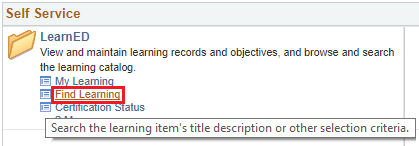 Self Service
LearnED
View and maintain learning records and objectives, and browse and search
the learning catalog.
My Learning
Find Learning
Certification Status
Search the learning item's title description or other selection criteria.